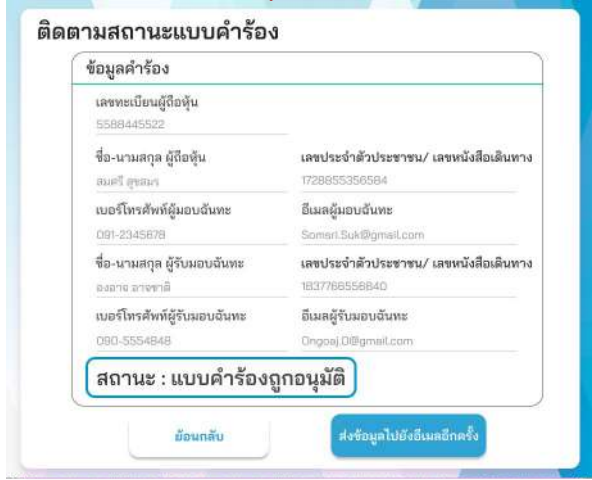 ติดตามสถานะแบบคำร้อง
ข้อมูลคำร้อง
เลขทะเบียนผู้ถือหุ้น
5588445522
ชื่อ-นามสกุล ผู้ถือหุ้น เลขประจำตัวประชาชน/ เลขหนังสือเดินทาง
สมศรี สุขสมร 1728855356584
เบอร์โทรศัพท์ผู้มอบฉันทะ อีเมลผู้มอบฉันทะ
091-2345678 Somsri.Suk@gmail.com
ชื่อ-นามสกุล ผู้รับมอบฉันทะ เลขประจำตัวประชาชน/ เลขหนังสือเดินทาง
องอาจ อาจชาติ 1837766556840
เบอร์โทรศัพท์ผู้รับมอบฉันทะ อีเมลผู้รับมอบฉันทะ
090-5554848 Ongoaj.O@gmail.com
สถานะ : แบบคำร้องถูกอนุมัติ
ย้อนกลับ ส่งข้อมูลไปยังอีเมลอีกครั้ง